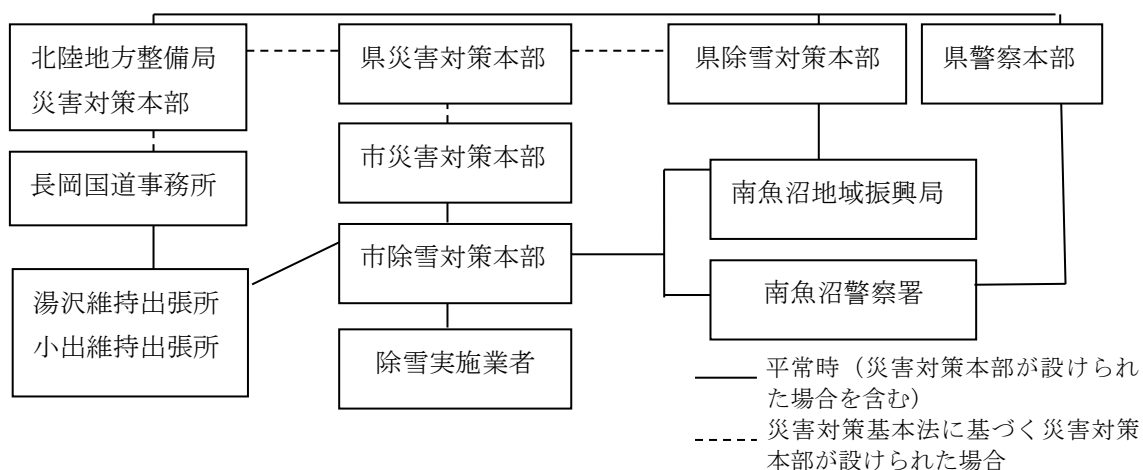 北陸地方整備局
災害対策本部
県災害対策本部
県除雪対策本部
県警察本部
長岡国道事務所
市災害対策本部
南魚沼地域振興局
市除雪対策本部
湯沢維持出張所
小出維持出張所
南魚沼警察署
除雪実施業者
平常時（災害対策本部が設けられ
た場合を含む）
災害対策基本法に基づく災害対策
本部が設けられた場合